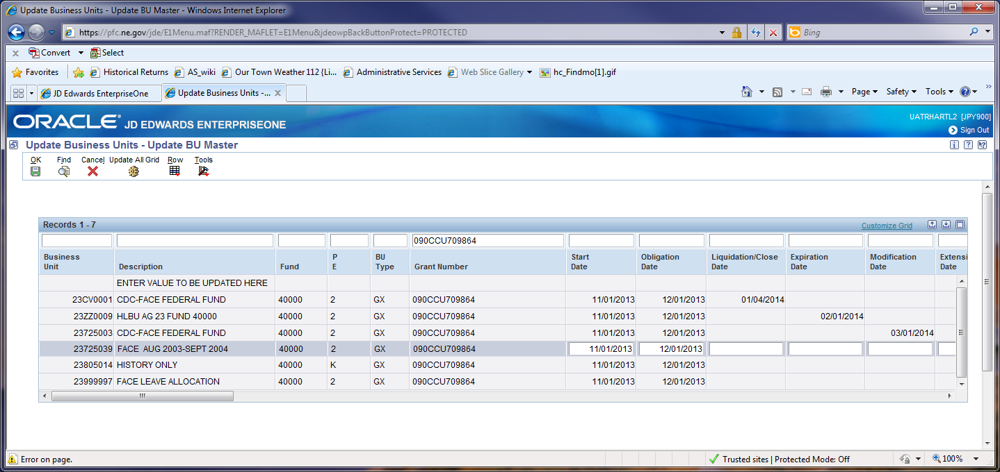 Update Business Units - Update BU Master - Windows Internet Explorer
https://pfc.ne.gov/jde/E1Menu.maf?RENDER_MAFLET=E1Menu&jdeowpBackButtonProtect=PROTECTED
Bing
x Convert Select
Favorites Historical Returns AS_wiki Our Town Weather 112 {Li... Administrative Services Web Slice Gallery hc_Findmo[1].gif
JD Edwards EnterpriseOne Update Business Units -... x Page Safety Tools »
ORACLE® JD EDWARDS ENTERPRISEONE
UATRHARTL2 [JPY900]
Sign Out
Update Business Units - Update BU Master
OK Find Cancel Update All Grid Row Tools
Records 1 - 7 Customize Grid
090CCU709864
Business Unit Description Fund P E BU Type Grant Number Start Date Obligation Date Liquidation/Close Date Expiration Date Modification Date Extensi Date
ENTER VALUE TO BE UPDATED HERE
23CV0001 CDC-FACE FEDERAL FUND 40000 2 GX 090CCU709864 11/01/2013 12/01/2013 01/04/2014
23ZZ0009 HLBU AG 23 FUND 40000 40000 2 GX 090CCU709864 11/01/2013 12/01/2013 02/01/2014
23725003 CDC-FACE FEDERAL FUND 40000 2 GX 090CCU709864 11/01/2013 12/01/2013 03/01/2014
23725039 FACE AUG 2003-SEPT 2004 40000 2 GX 090CCU709864 11/01/2013 12/01/2013
23805014 HISTORY ONLY 40000 K GX 090CCU709864 11/01/2013 12/01/2013
23999997 FACE LEAVE ALLOCATION 40000 2 GX 090CCU709864 11/01/2013 12/01/2013
Error on page. Trusted sites | Protected Mode: Off 100%